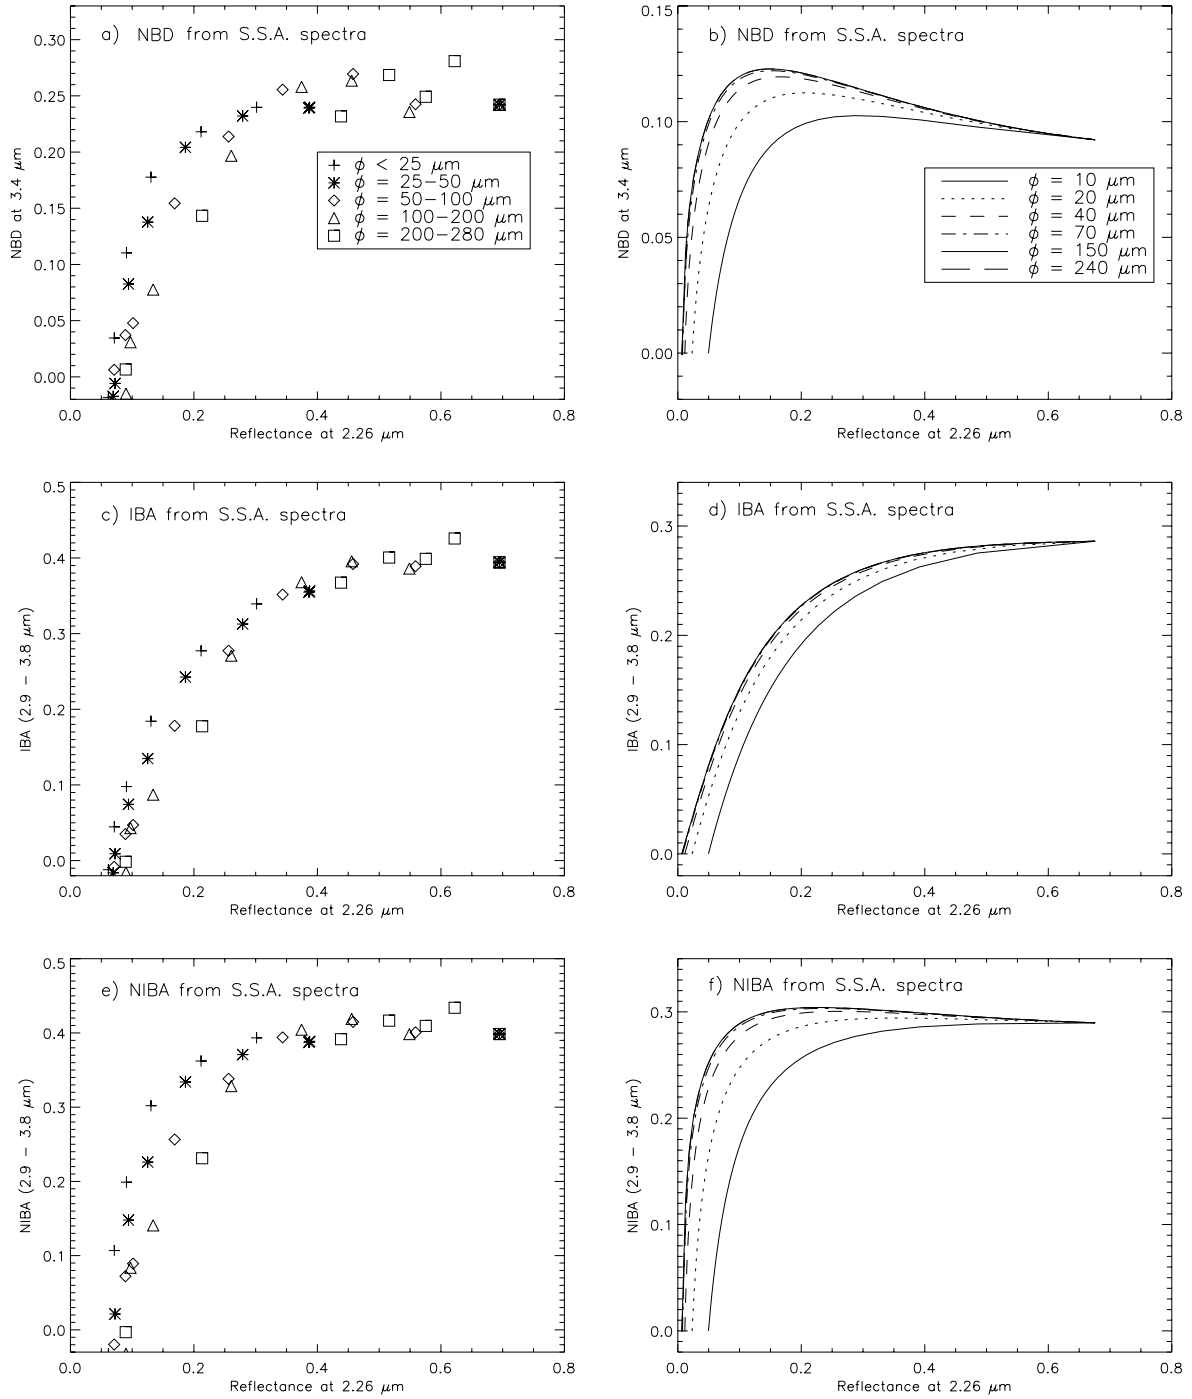 a) NBD from S.S.A. spectra
NBD at 3.4 μm
0.30
0.25
0.20
0.15
0.10
0.05
0.00
ϕ < 25 μm
ϕ = 25−50 μm
ϕ = 50−100 μm
ϕ = 100−200 μm
ϕ = 200−280 μm
0.0 0.2 0.4 0.6 0.8
Reflectance at 2.26 μm
b) NBD from S.S.A. spectra
NBD at 3.4 μm
0.15
0.10
0.05
0.00
ϕ = 10 μm
ϕ = 20 μm
ϕ = 40 μm
ϕ = 70 μm
ϕ = 150 μm
ϕ = 240 μm
0.0 0.2 0.4 0.6 0.8
Reflectance at 2.26 μm
c) IBA from S.S.A. spectra
IBA (2.9 − 3.8 μm)
0.5
0.4
0.3
0.2
0.1
0.0
0.0 0.2 0.4 0.6 0.8
Reflectance at 2.26 μm
d) IBA from S.S.A. spectra
IBA (2.9 − 3.8 μm)
0.3
0.2
0.1
0.0
0.0 0.2 0.4 0.6 0.8
Reflectance at 2.26 μm
e) NIBA from S.S.A. spectra
NIBA (2.9 − 3.8 μm)
0.5
0.4
0.3
0.2
0.1
0.0
0.0 0.2 0.4 0.6 0.8
Reflectance at 2.26 μm
f) NIBA from S.S.A. spectra
NIBA (2.9 − 3.8 μm)
0.3
0.2
0.1
0.0
0.0 0.2 0.4 0.6 0.8
Reflectance at 2.26 μm